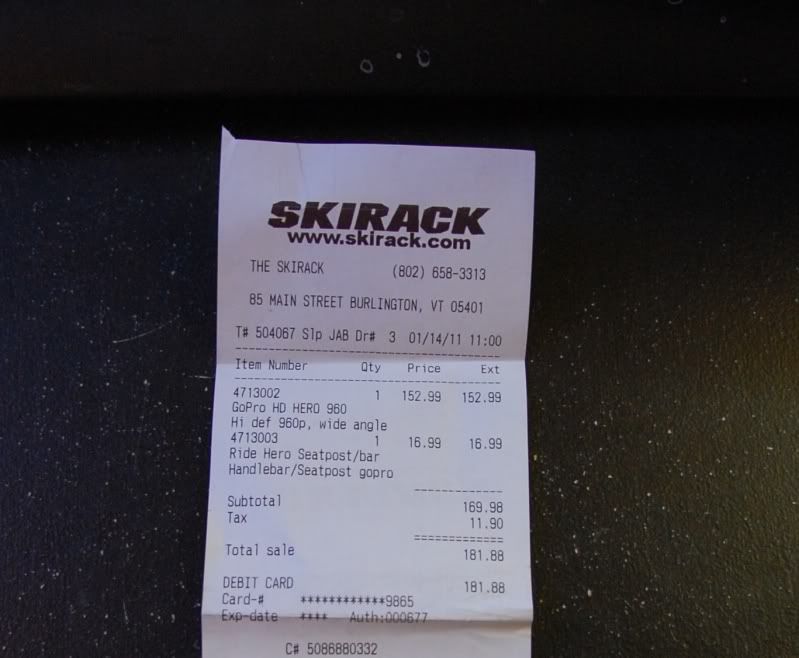 SKIRACK
www.skirack.com
THE SKIRACK (802) 658-3313
85 MAIN STREET BURLINGTON, VT 05401
T# 504067 Slp JAB Dr# 3 01/14/11 11:00
Item Number Qty Price Ext
4713002 1 152.99 152.99
GoPro HD HERO 960
Hi def 960p, wide angle
4713003 1 16.99 16.99
Ride Hero Seatpost/bar
Handlebar/Seatpost gopro
Subtotal 169.98
Tax 11.90
Total sale 181.88
DEBIT CARD 181.88
Card-# ************9865
Exp-date **** Auth:000677
C# 5086880332